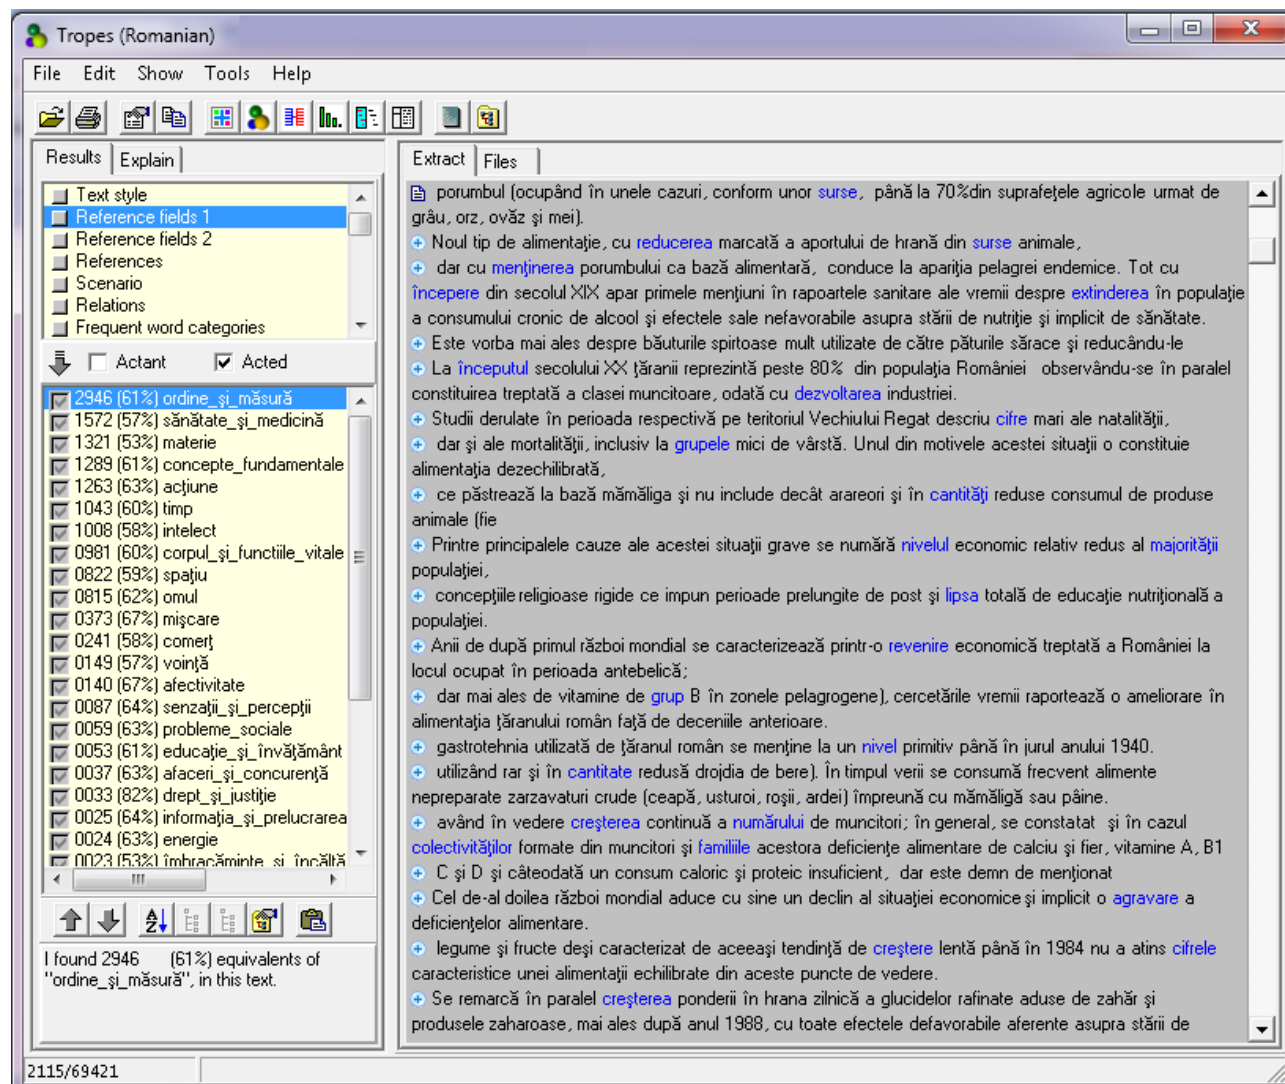 Tropes (Romanian)
File Edit Show Tools Help
Results Explain
Text style
Reference fields 1
Reference fields 2
References
Scenario
Relations
Frequent word categories
Actant Acted
2946 (61%) ordine_şi_măsură
1572 (57%) sănătate_şi_medicină
1321 (53%) materie
1289 (61%) concepte_fundamentale
1263 (63%) acţiune
1043 (60%) timp
1008 (58%) intelect
0981 (60%) corpul_şi_functiile_vitale
0822 (59%) spaţiu
0815 (62%) omul
0373 (67%) mişcare
0241 (58%) comerţ
0149 (57%) voinţă
0140 (67%) afectivitate
0087 (64%) senzaţii_şi_percepţii
0059 (63%) probleme_sociale
0053 (61%) educaţie_şi_învăţământ
0037 (63%) afaceri_şi_concurenţă
0033 (82%) drept_şi_justiţie
0025 (64%) informaţia_şi_prelucrarea
0024 (63%) energie
0023 (53%) îmbracăminte_si_încăltă
I found 2946 (61%) equivalents of
"ordine_şi_măsură", in this text.
Extract Files
porumbul (ocupând în unele cazuri, conform unor surse, până la 70%din suprafeţele agricole urmat de
grâu, orz, ovăz şi mei).
Noul tip de alimentaţie, cu reducerea marcată a aportului de hrană din surse animale,
dar cu menţinerea porumbului ca bază alimentară, conduce la apariţia pelagrei endemice. Tot cu
începere din secolul XIX apar primele menţiuni în rapoartele sanitare ale vremii despre extinderea în populaţie
a consumului cronic de alcool şi efectele sale nefavorabile asupra stării de nutriţie şi implicit de sănătate.
Este vorba mai ales despre băuturile spirtoase mult utilizate de către păturile sărace şi reducându-le
La începutul secolului XX ţăranii reprezintă peste 80% din populaţia României observându-se în paralel
constituirea treptată a clasei muncitoare, odată cu dezvoltarea industriei.
Studii derulate în perioada respectivă pe teritoriul Vechiului Regat descriu cifre mari ale natalităţii,
dar şi ale mortalităţii, inclusiv la grupele mici de vârstă. Unul din motivele acestei situaţii o constituie
alimentaţia dezechilibrată,
ce păstrează la bază mămăliga şi nu include decât arareori şi în cantităţi reduse consumul de produse
animale (fie
Printre principalele cauze ale acestei situaţii grave se numără nivelul economic relativ redus al majorităţii
populaţiei,
concepţiile religioase rigide ce impun perioade prelungite de post şi lipsa totală de educaţie nutriţională a
populaţiei.
Anii de după primul război mondial se caracterizează printr-o revenire economică treptată a României la
locul ocupat în perioada antebelică;
dar mai ales de vitamine de grup B în zonele pelagrogene), cercetările vremii raportează o ameliorare în
alimentaţia ţăranului român faţă de deceniile anterioare.
gastrotehnia utilizată de ţăranul român se menţine la un nivel primitiv până în jurul anului 1940.
utilizând rar şi în cantitate redusă drojdia de bere). În timpul verii se consumă frecvent alimente
nepreparate zarzavaturi crude (ceapă, usturoi, roşii, ardei) împreună cu mămăligă sau pâine.
având în vedere creşterea continuă a numărului de muncitori; în general, se constatat şi în cazul
colectivităţilor formate din muncitori şi familiile acestora deficienţe alimentare de calciu şi fier, vitamine A, B1
C şi D şi câteodată un consum caloric şi proteic insuficient, dar este demn de menţionat
Cel de-al doilea război mondial aduce cu sine un declin al situaţiei economice şi implicit o agravare a
deficienţelor alimentare.
legume şi fructe deşi caracterizat de aceeaşi tendinţă de creştere lentă până în 1984 nu a atins cifrele
caracteristice unei alimentaţii echilibrate din aceste puncte de vedere.
Se remarcă în paralel creşterea ponderii în hrana zilnică a glucidelor rafinate aduse de zahăr şi
produsele zaharoase, mai ales după anul 1988, cu toate efectele defavorabile aferente asupra stării de
2115/69421